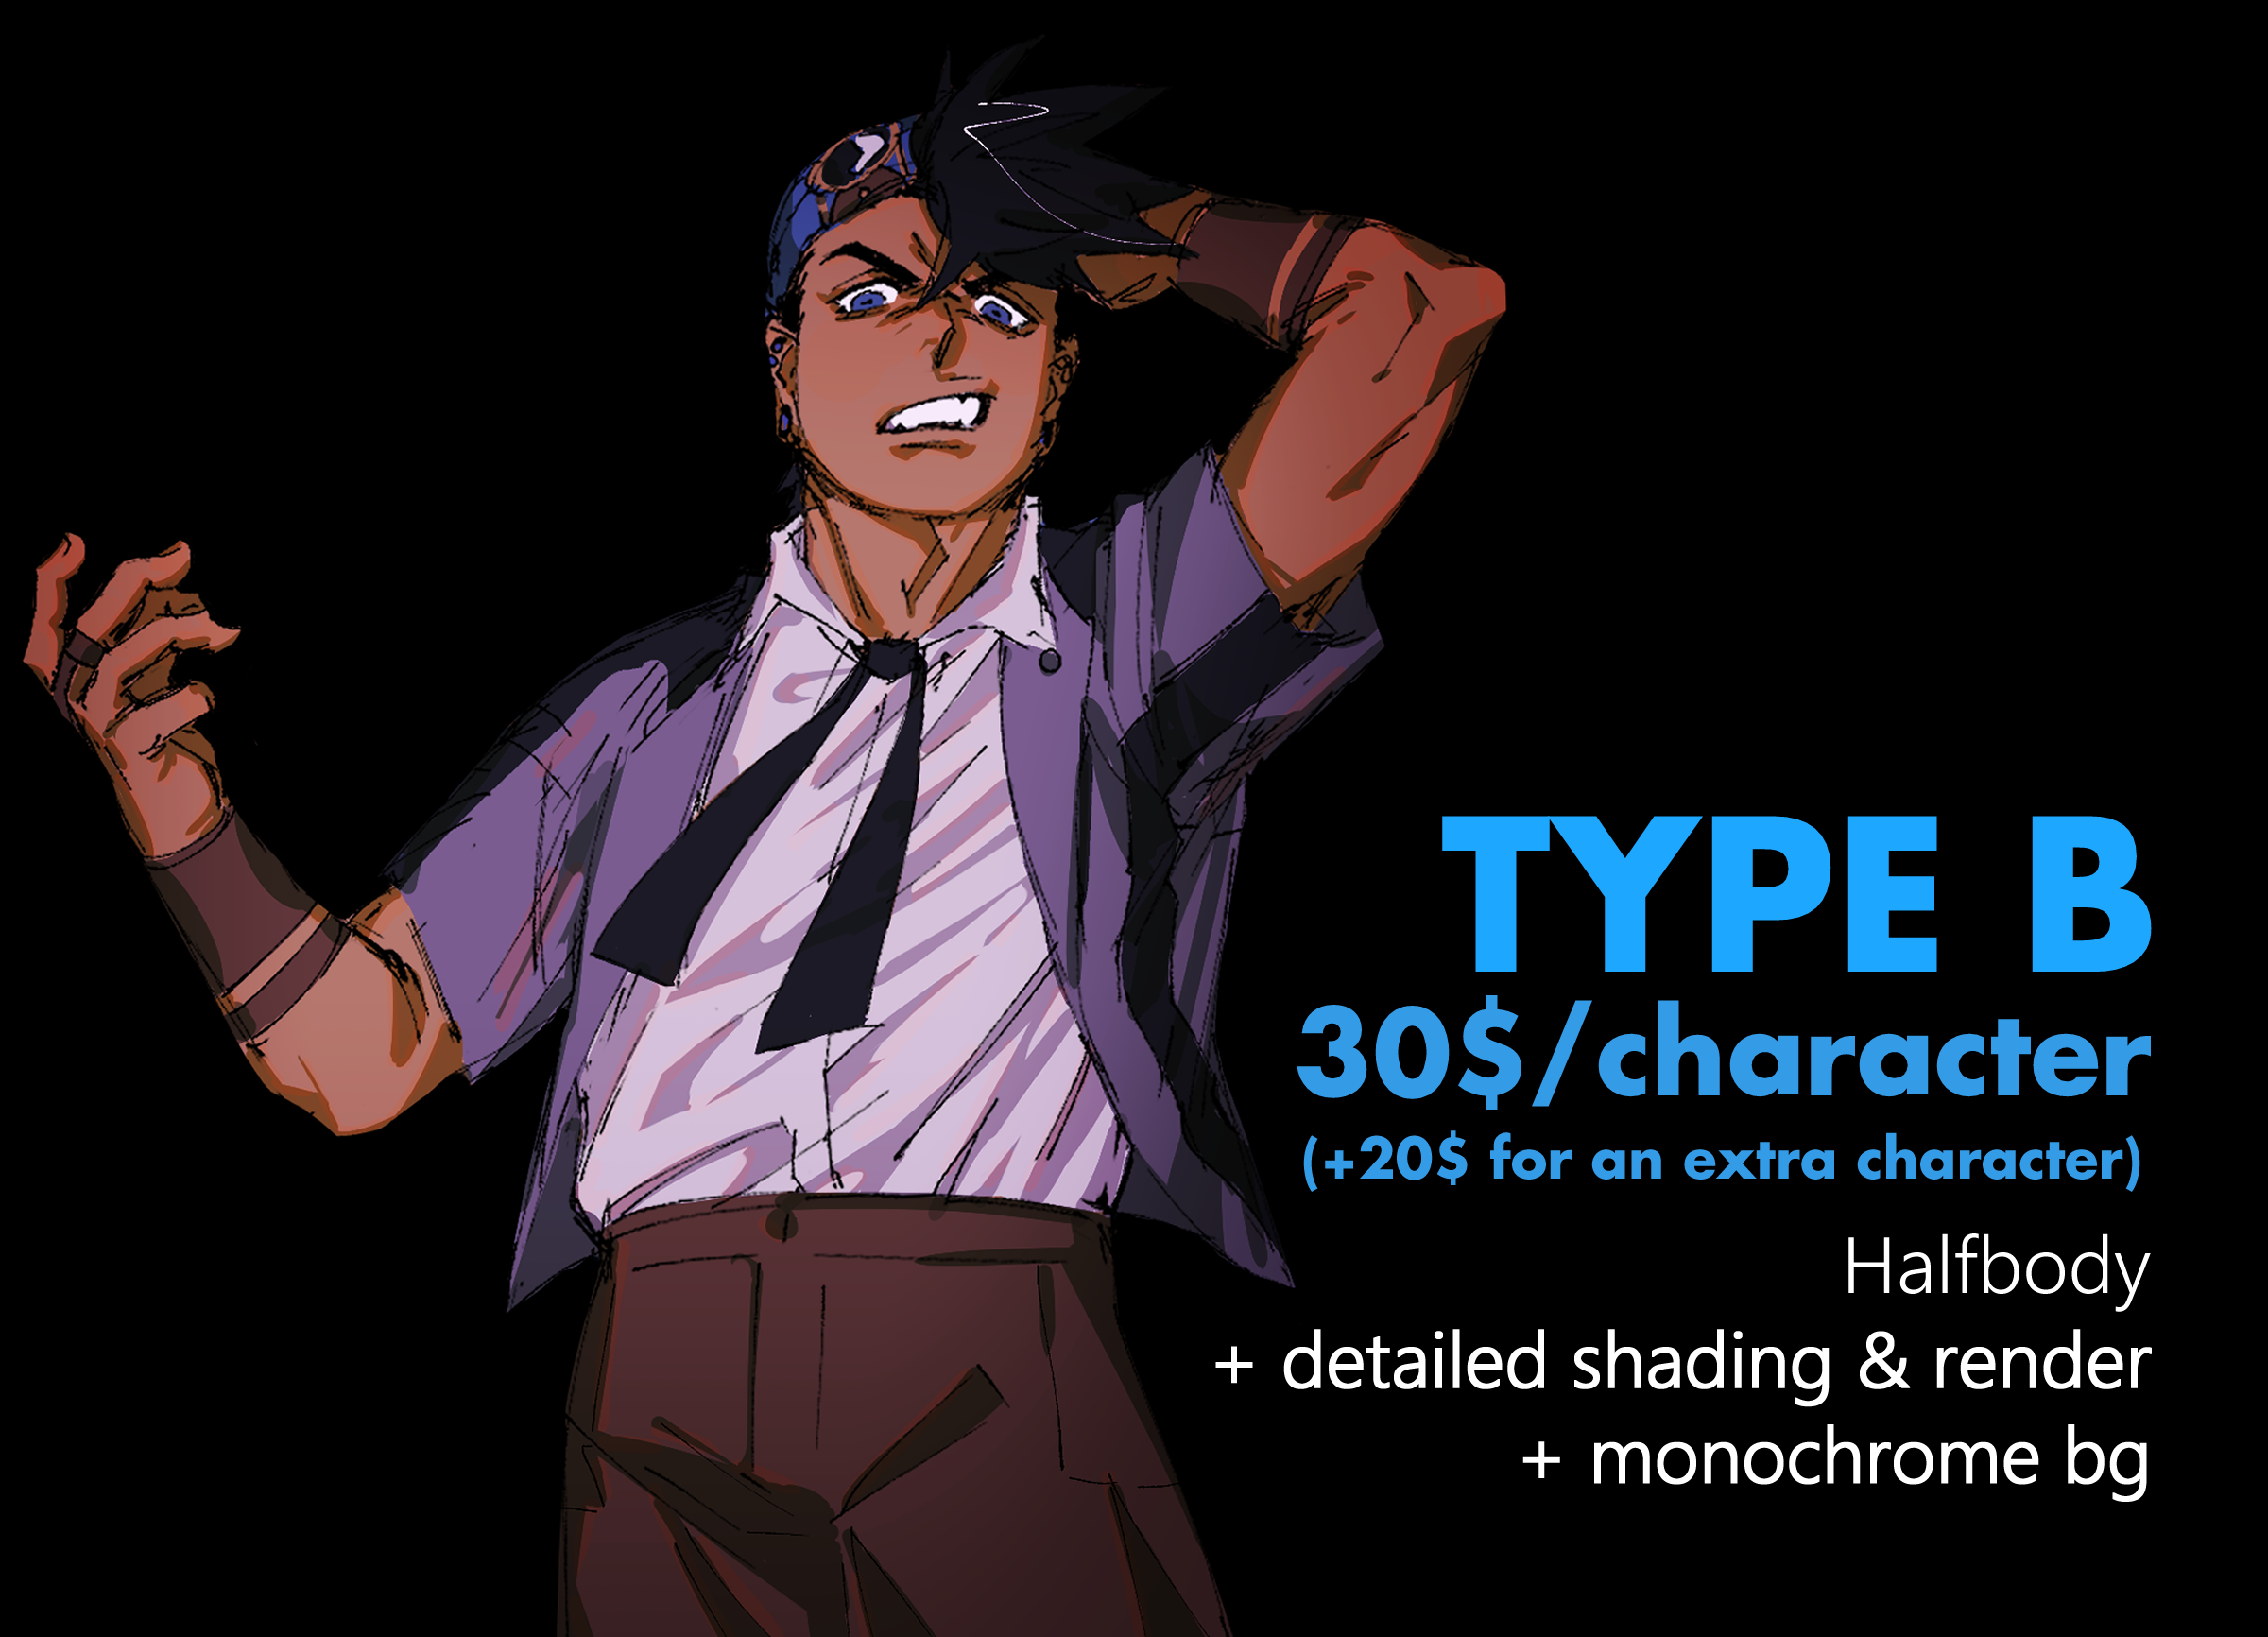 TYPE B
30$/character
(+20$ for an extra character)
Halfbody
+ detailed shading & render
+ monochrome bg